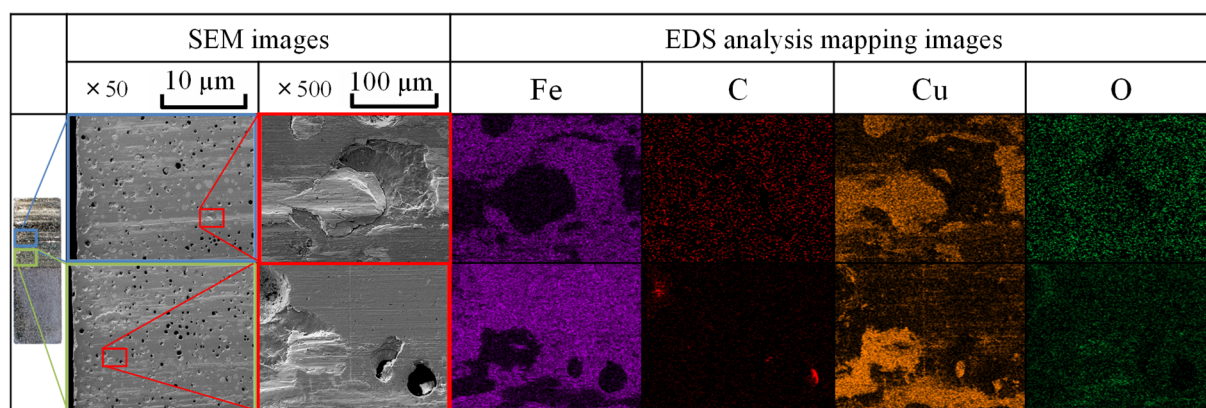 SEM images
EDS analysis mapping images
×50
10 μm
×500
100 μm
Fe
C
Cu
O